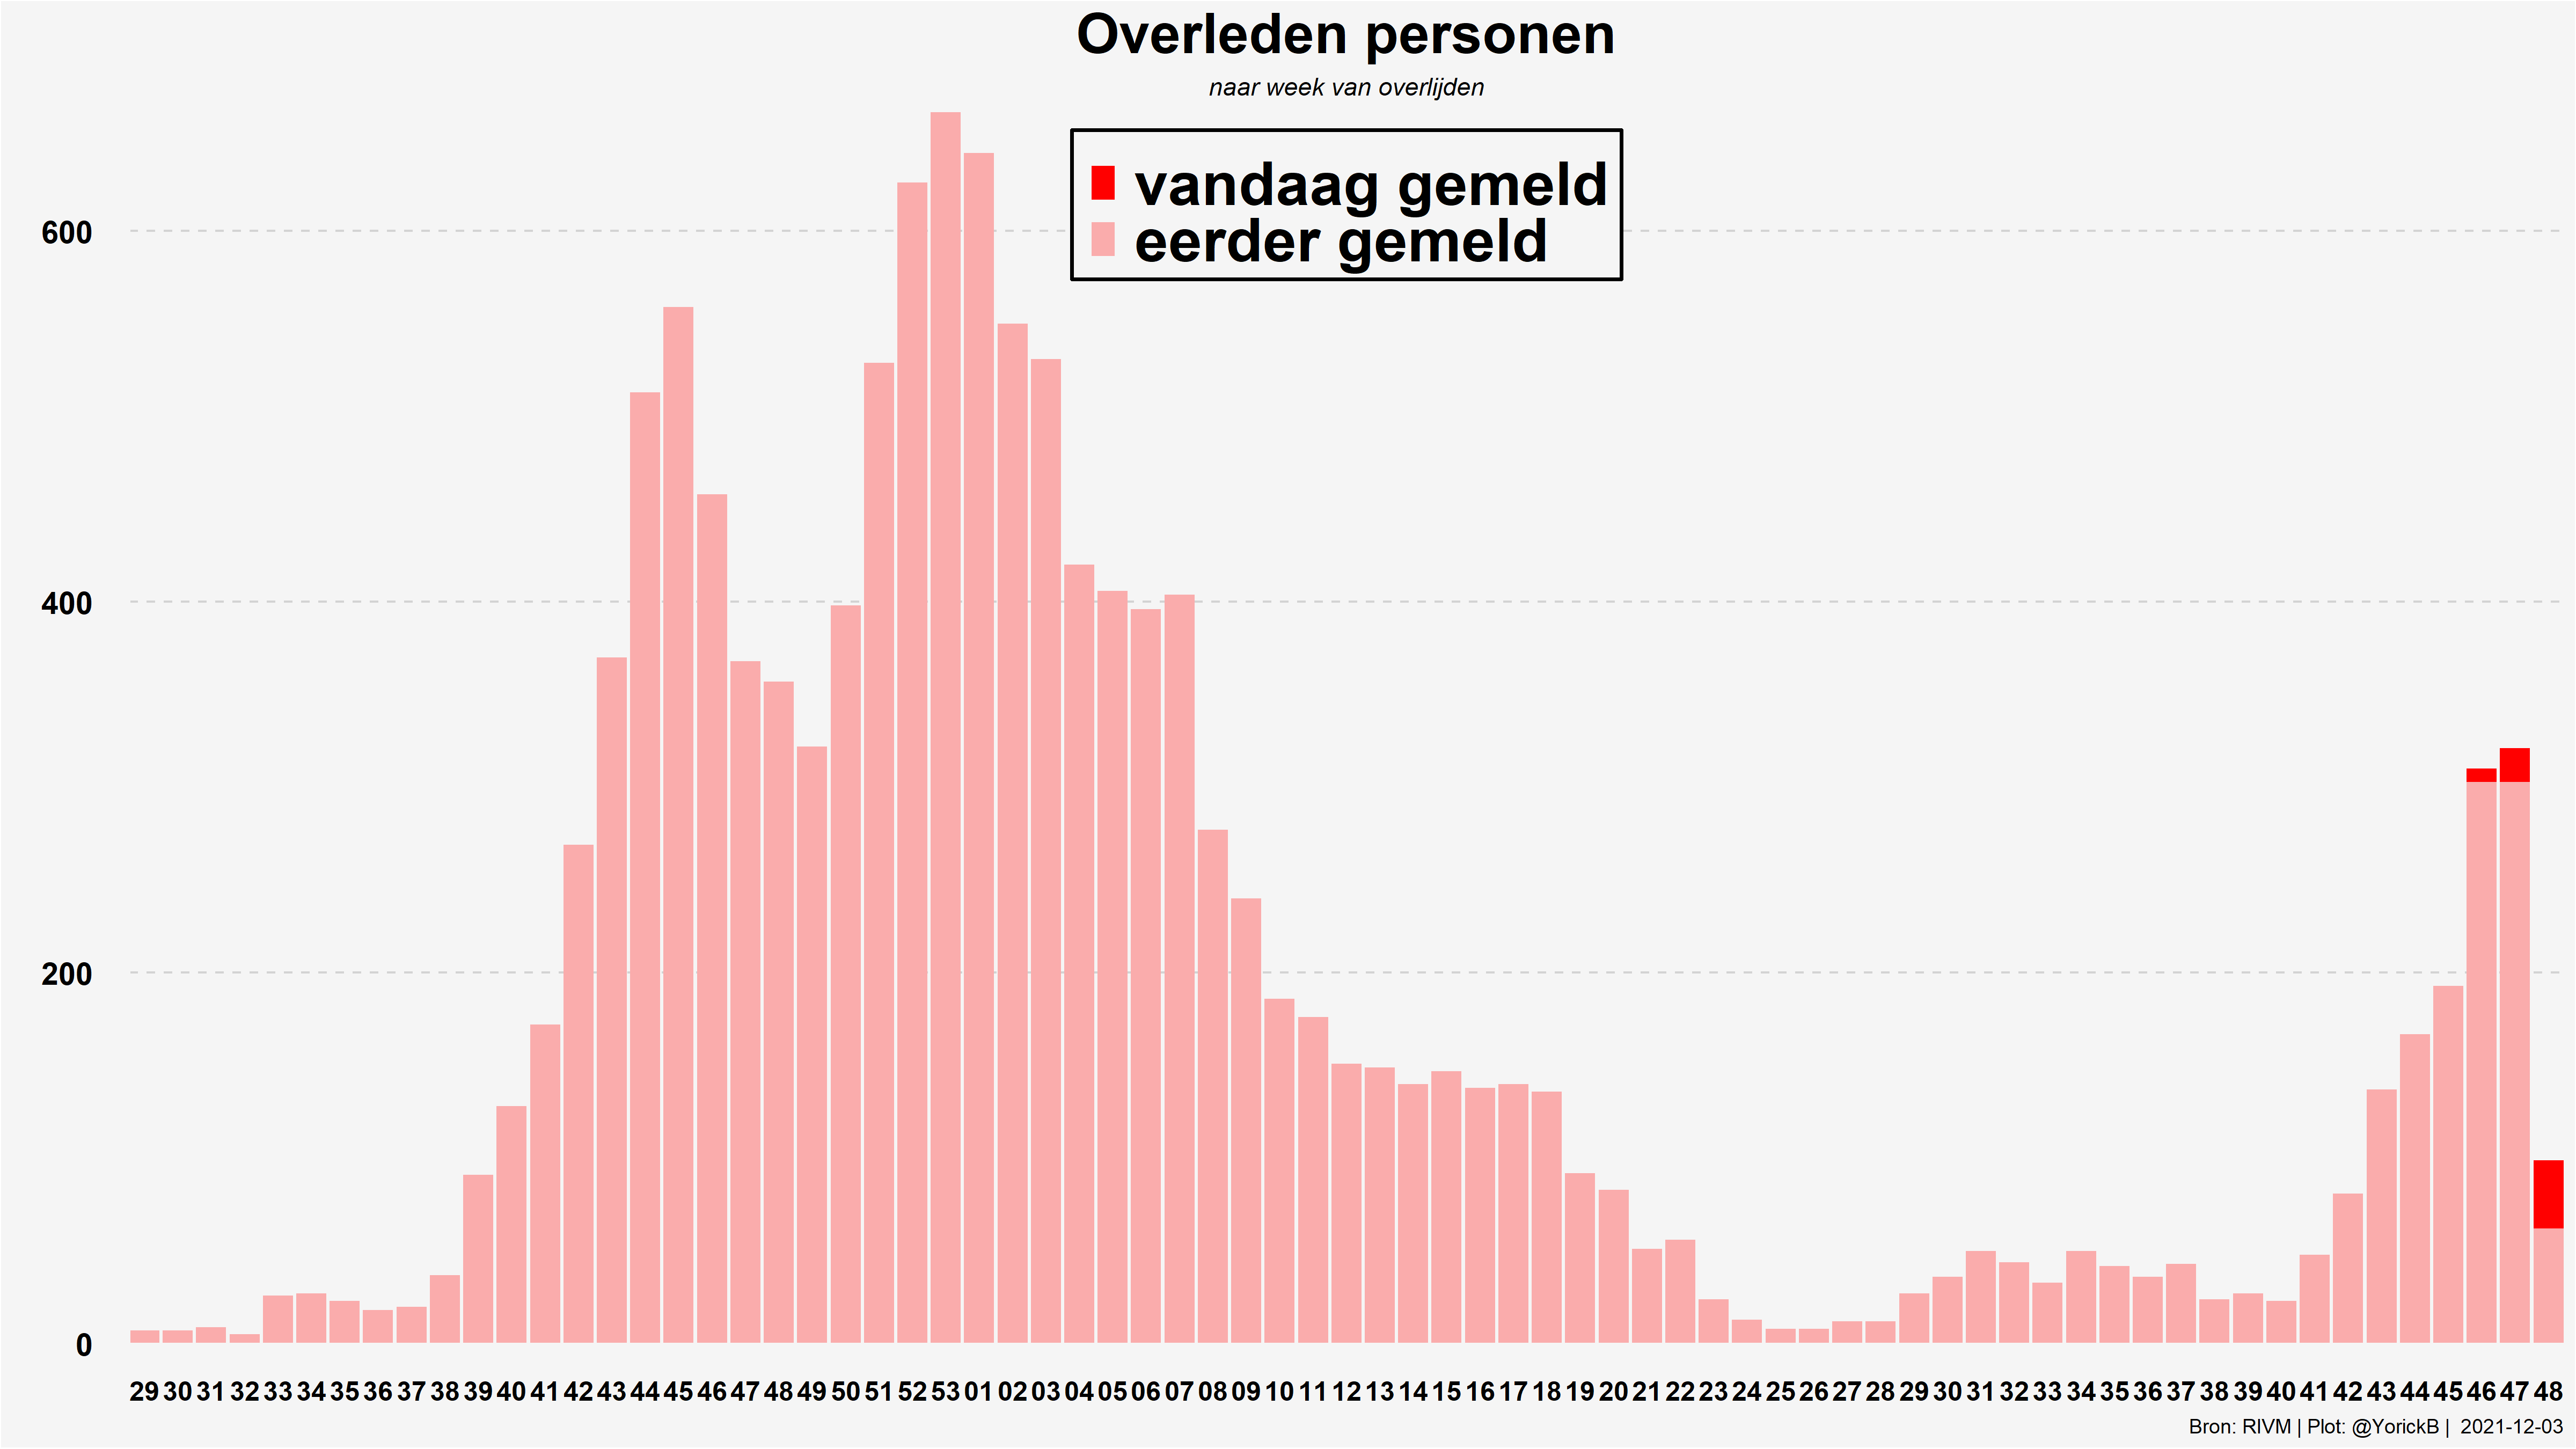 Overleden personen
naar week van overlijden
vandaag gemeld
eerder gemeld
600
400
200
0
29 30 31 32 33 34 35 36 37 38 39 40 41 42 43 44 45 46 47 48 49 50 51 52 53 01 02 03 04 05 06 07 08 09 10 11 12 13 14 15 16 17 18 19 20 21 22 23 24 25 26 27 28 29 30 31 32 33 34 35 36 37 38 39 40 41 42 43 44 45 46 47 48
Bron: RIVM | Plot: @YorickB | 2021-12-03